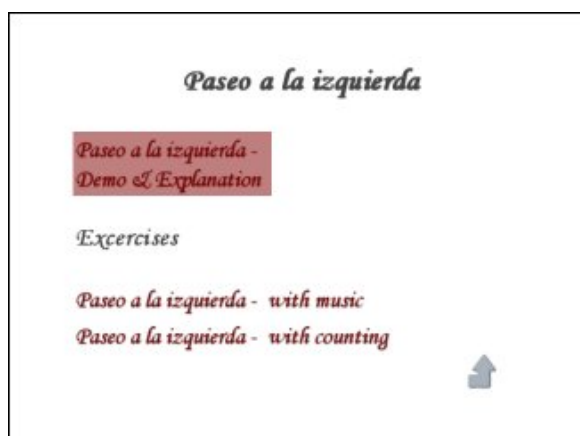 Paseo a la izquierda
Paseo a la izquierda -
Demo & Explanation
Excercises
Paseo a la izquierda - with music
Paseo a la izquierda - with counting